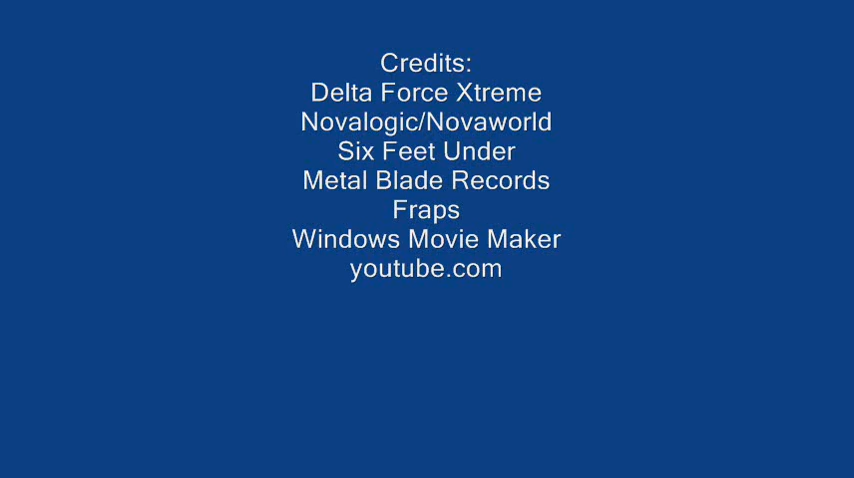 Credits:
Delta Force Xtreme
Novalogic/Novaworld
Six Feet Under
Metal Blade Records
Fraps
Windows Movie Maker
youtube.com